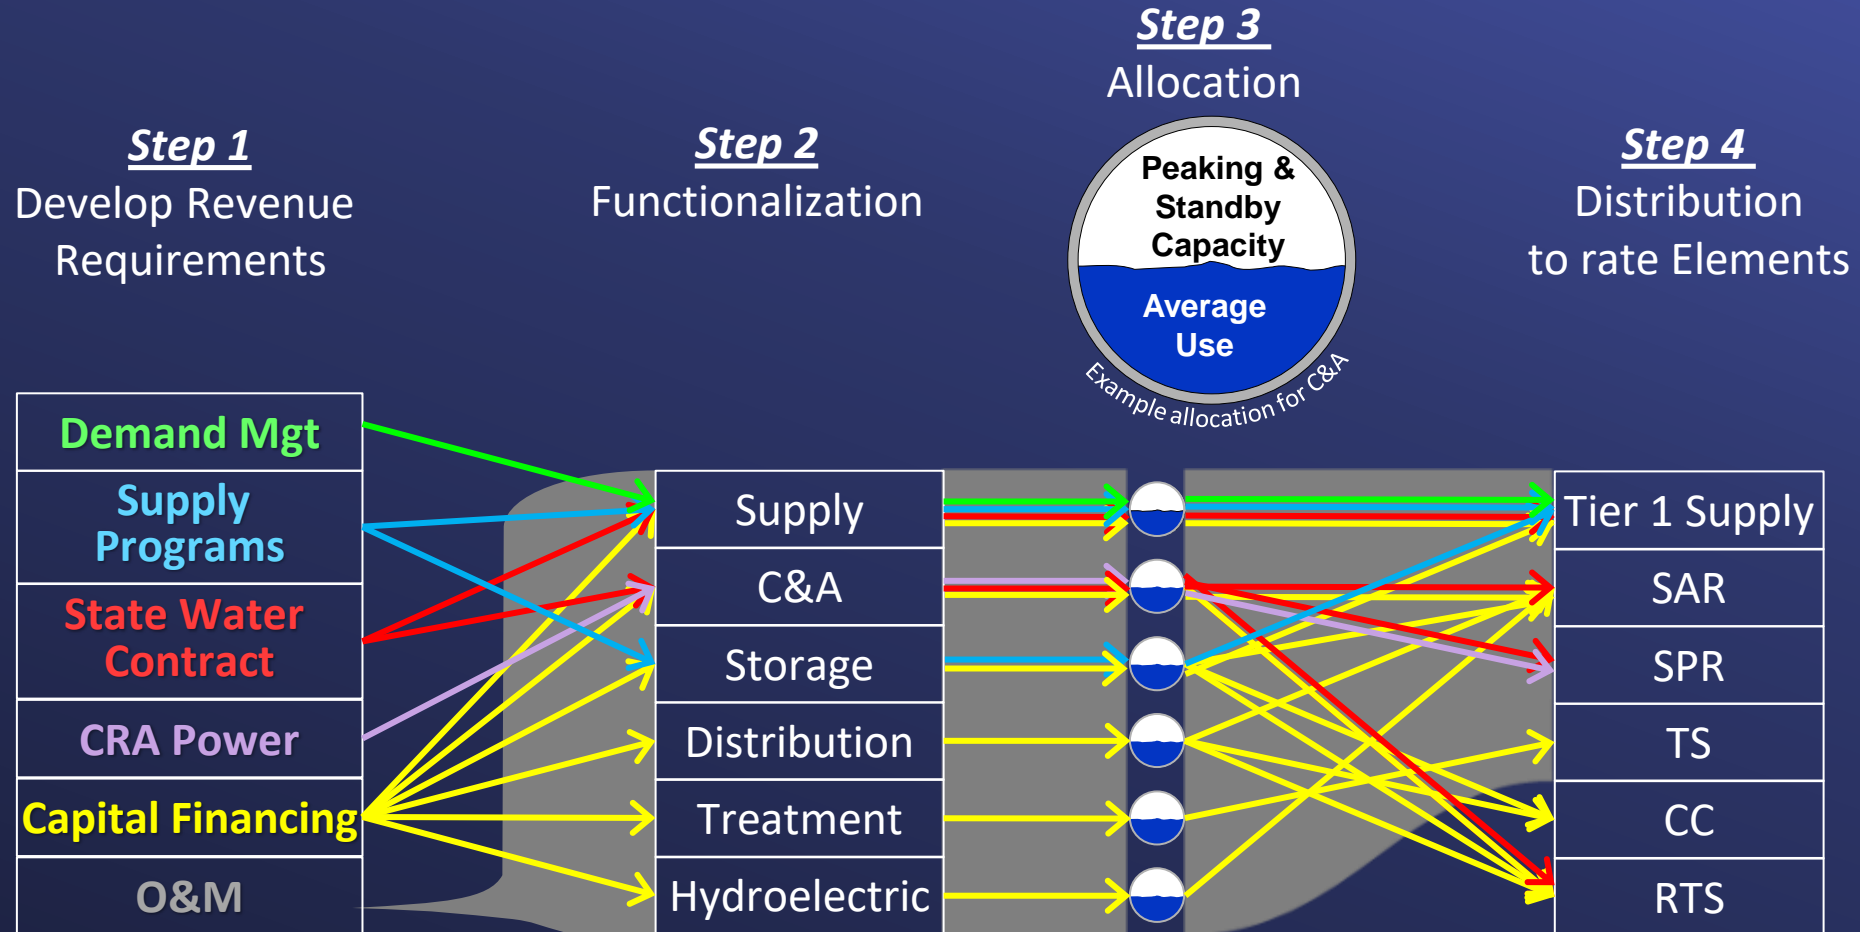 Step 1
Develop Revenue
Requirements
Step 2
Functionalization
Step 3
Allocation
Peaking &
Standby
Capacity
Average
Use
Example allocation for C&A
Step 4
Distribution
to rate Elements
Demand Mgt
Supply
Programs
State Water
Contract
CRA Power
Capital Financing
O&M
Supply
C&A
Storage
Distribution
Treatment
Hydroelectric
Tier 1 Supply
SAR
SPR
TS
CC
RTS